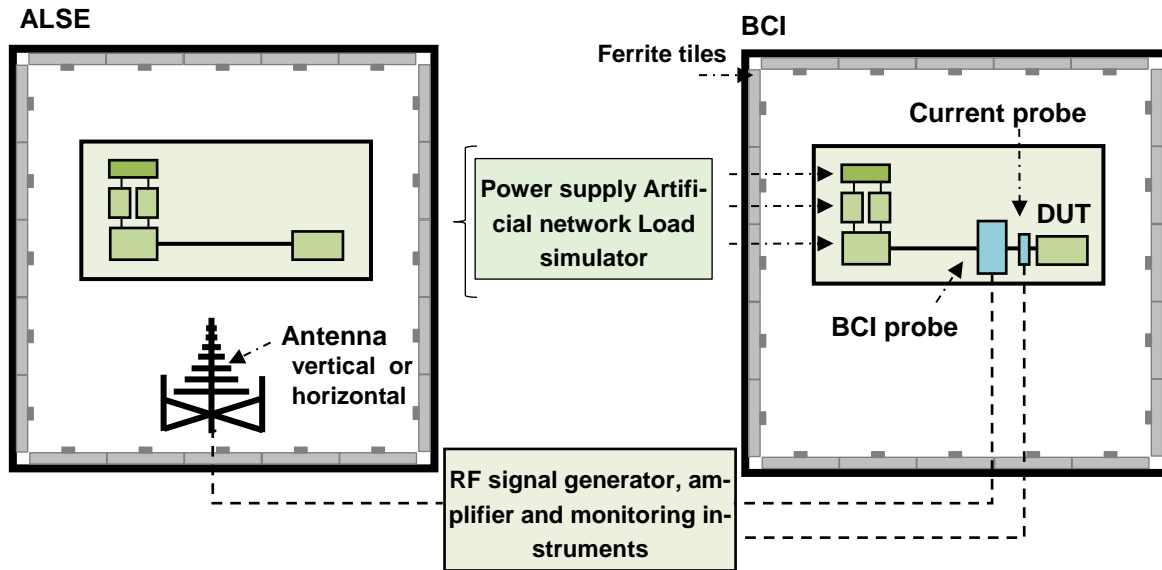 ALSE
BCI
Ferrite tiles
Current probe
Power supply Artifi-
cial network Load
simulator
DUT
BCI probe
Antenna
vertical or
horizontal
RF signal generator, am-
plifier and monitoring in-
struments